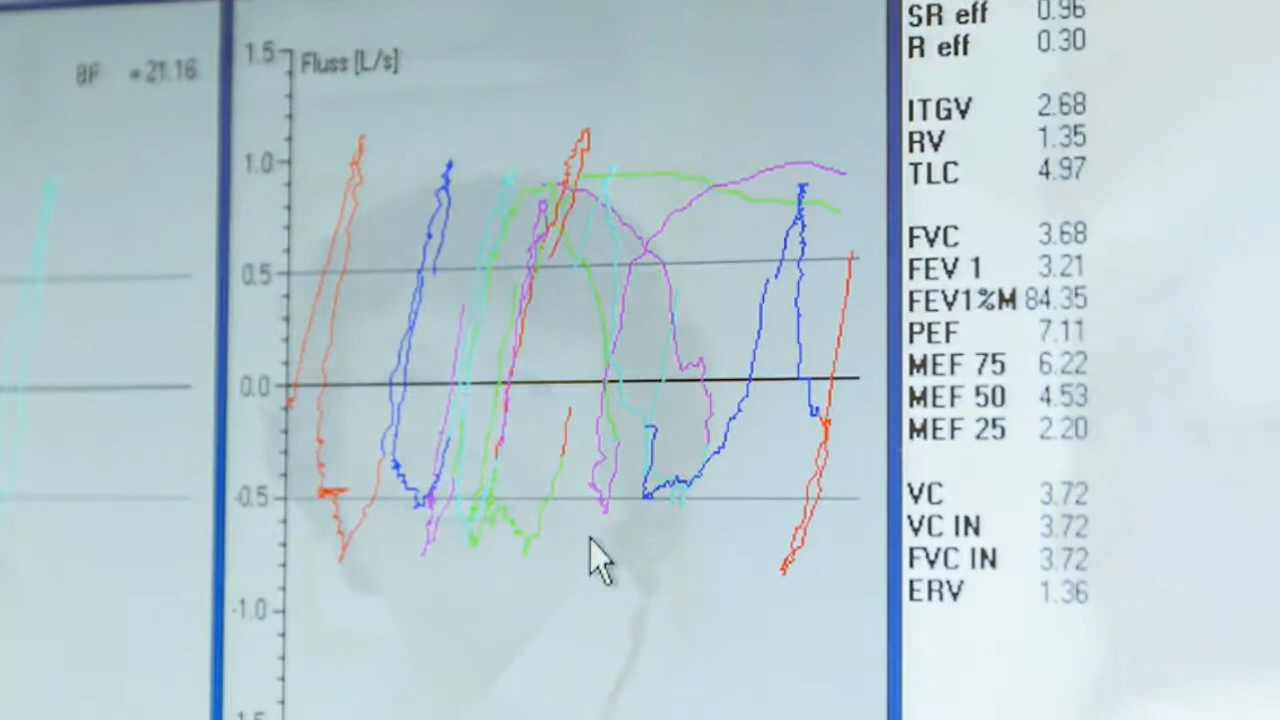 BF = 21.16
1.5
Fluss [L/s]
1.0
0.5
0.0
-0.5
-1.0
SR eff 0.96
R eff 0.30
ITGV 2.68
RV 1.35
TLC 4.97
FVC 3.68
FEV 1 3.21
FEV1%M 84.35
PEF 7.11
MEF 75 6.22
MEF 50 4.53
MEF 25 2.20
VC 3.72
VC IN 3.72
FVC IN 3.72
ERV 1.36